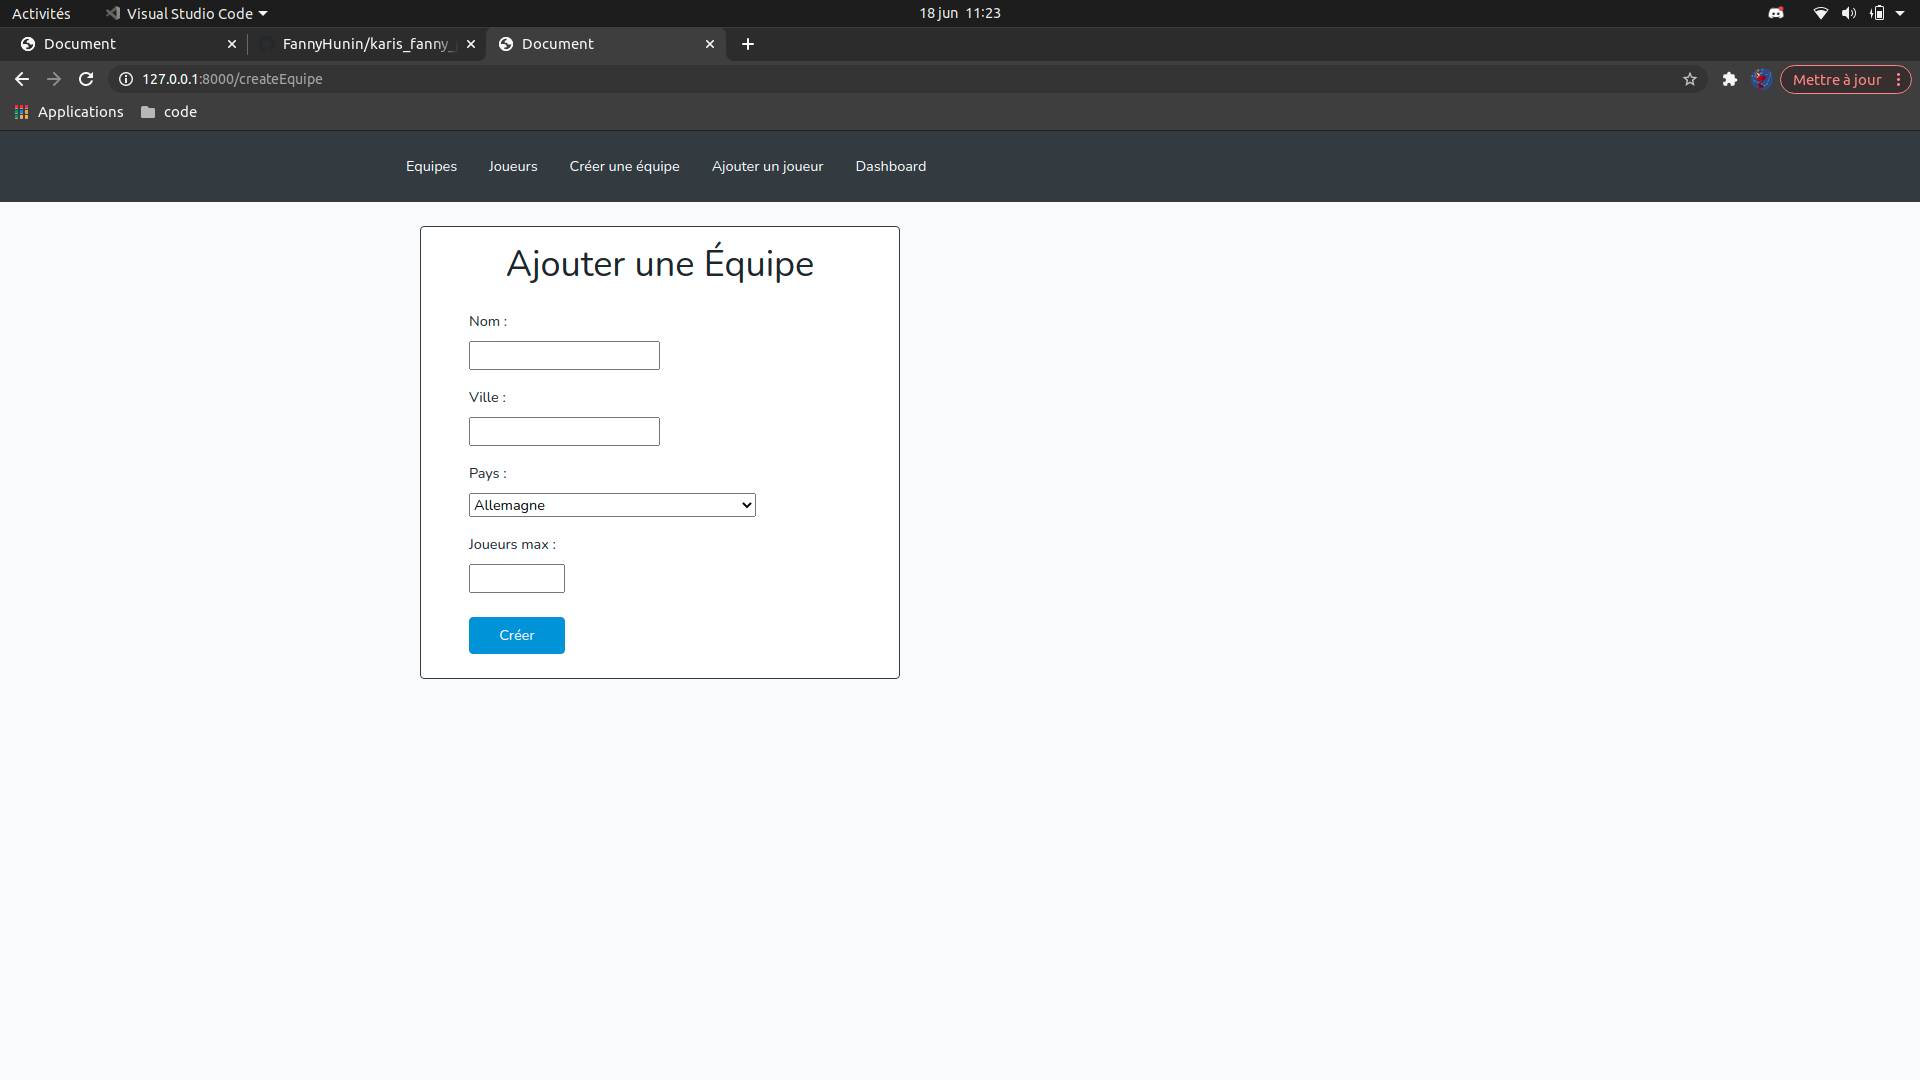 Activités Visual Studio Code 18 jun 11:23
Document FannyHunin/karis_fanny_ Document
127.0.0.1:8000/createEquipe Mettre à jour
Applications code
Equipes Joueurs Créer une équipe Ajouter un joueur Dashboard
Ajouter une Équipe
Nom :
Ville :
Pays :
Allemagne
Joueurs max :
Créer